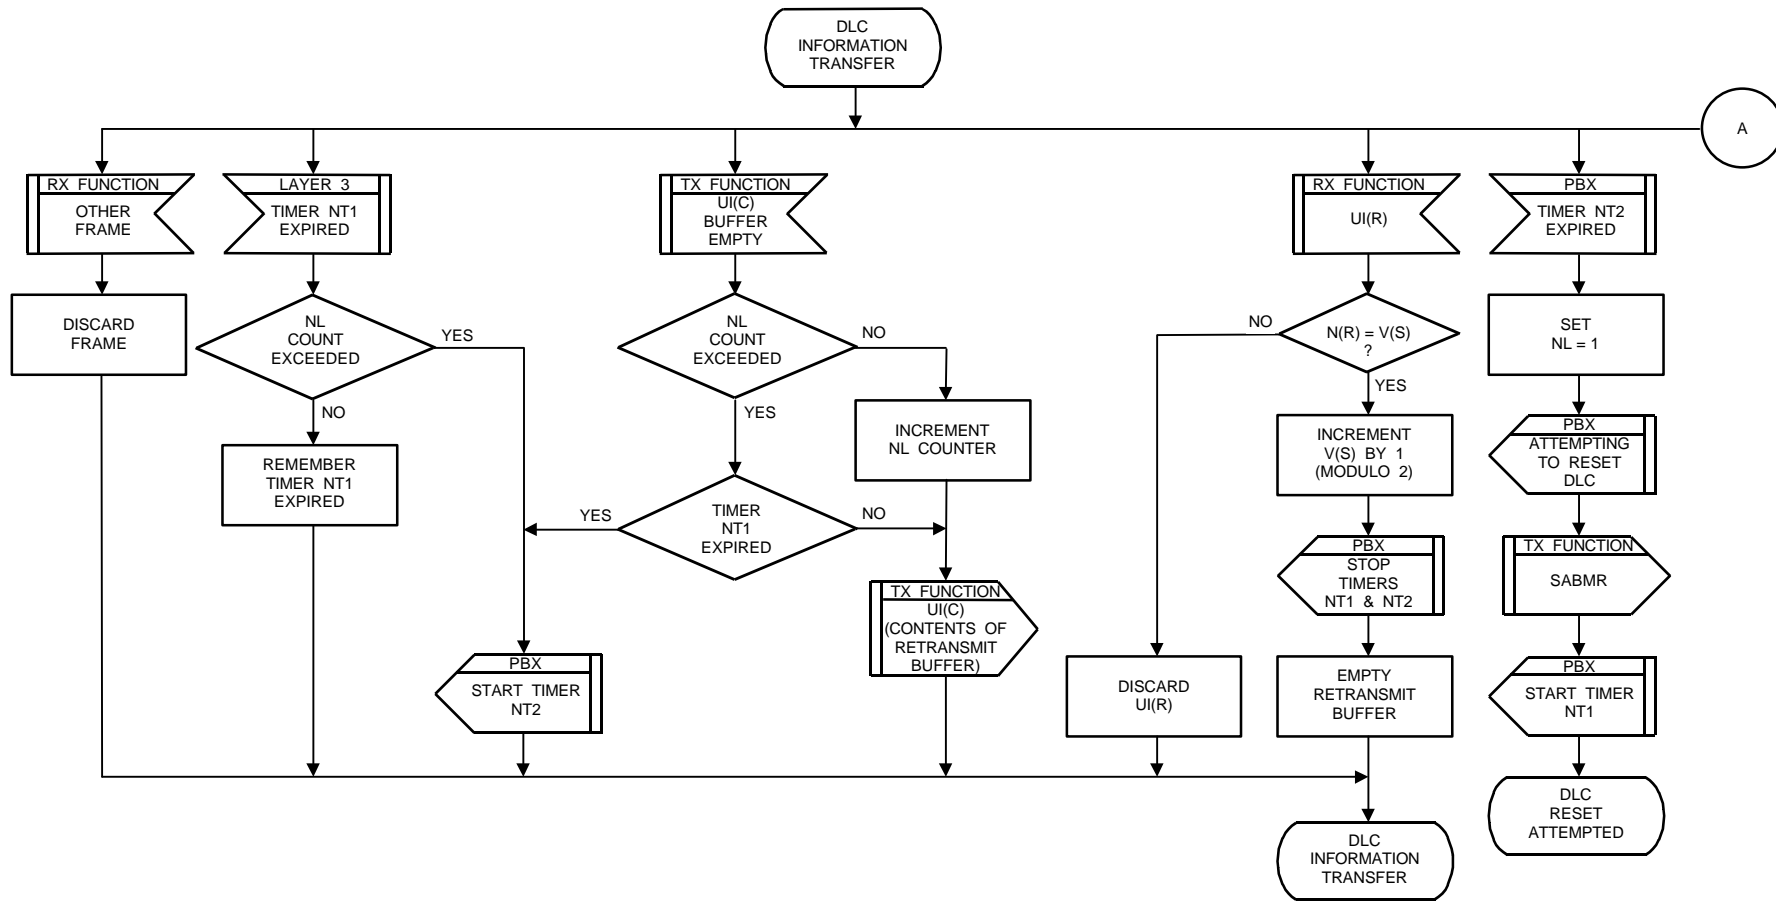 DLC
INFORMATION
TRANSFER
A
RX FUNCTION
OTHER
FRAME
DISCARD
FRAME
LAYER 3
TIMER NT1
EXPIRED
NL
COUNT
EXCEEDED
YES
NO
REMEMBER
TIMER NT1
EXPIRED
TX FUNCTION
UI(C)
BUFFER
EMPTY
NL
COUNT
EXCEEDED
NO
YES
INCREMENT
NL COUNTER
TIMER
NT1
EXPIRED
YES
NO
TX FUNCTION
UI(C)
(CONTENTS OF
RETRANSMIT
BUFFER)
PBX
START TIMER
NT2
RX FUNCTION
UI(R)
N(R) = V(S)
?
NO
YES
DISCARD
UI(R)
INCREMENT
V(S) BY 1
(MODULO 2)
PBX
STOP
TIMERS
NT1 & NT2
EMPTY
RETRANSMIT
BUFFER
DLC
INFORMATION
TRANSFER
PBX
TIMER NT2
EXPIRED
SET
NL = 1
PBX
ATTEMPTING
TO RESET
DLC
TX FUNCTION
SABMR
PBX
START TIMER
NT1
DLC
RESET
ATTEMPTED